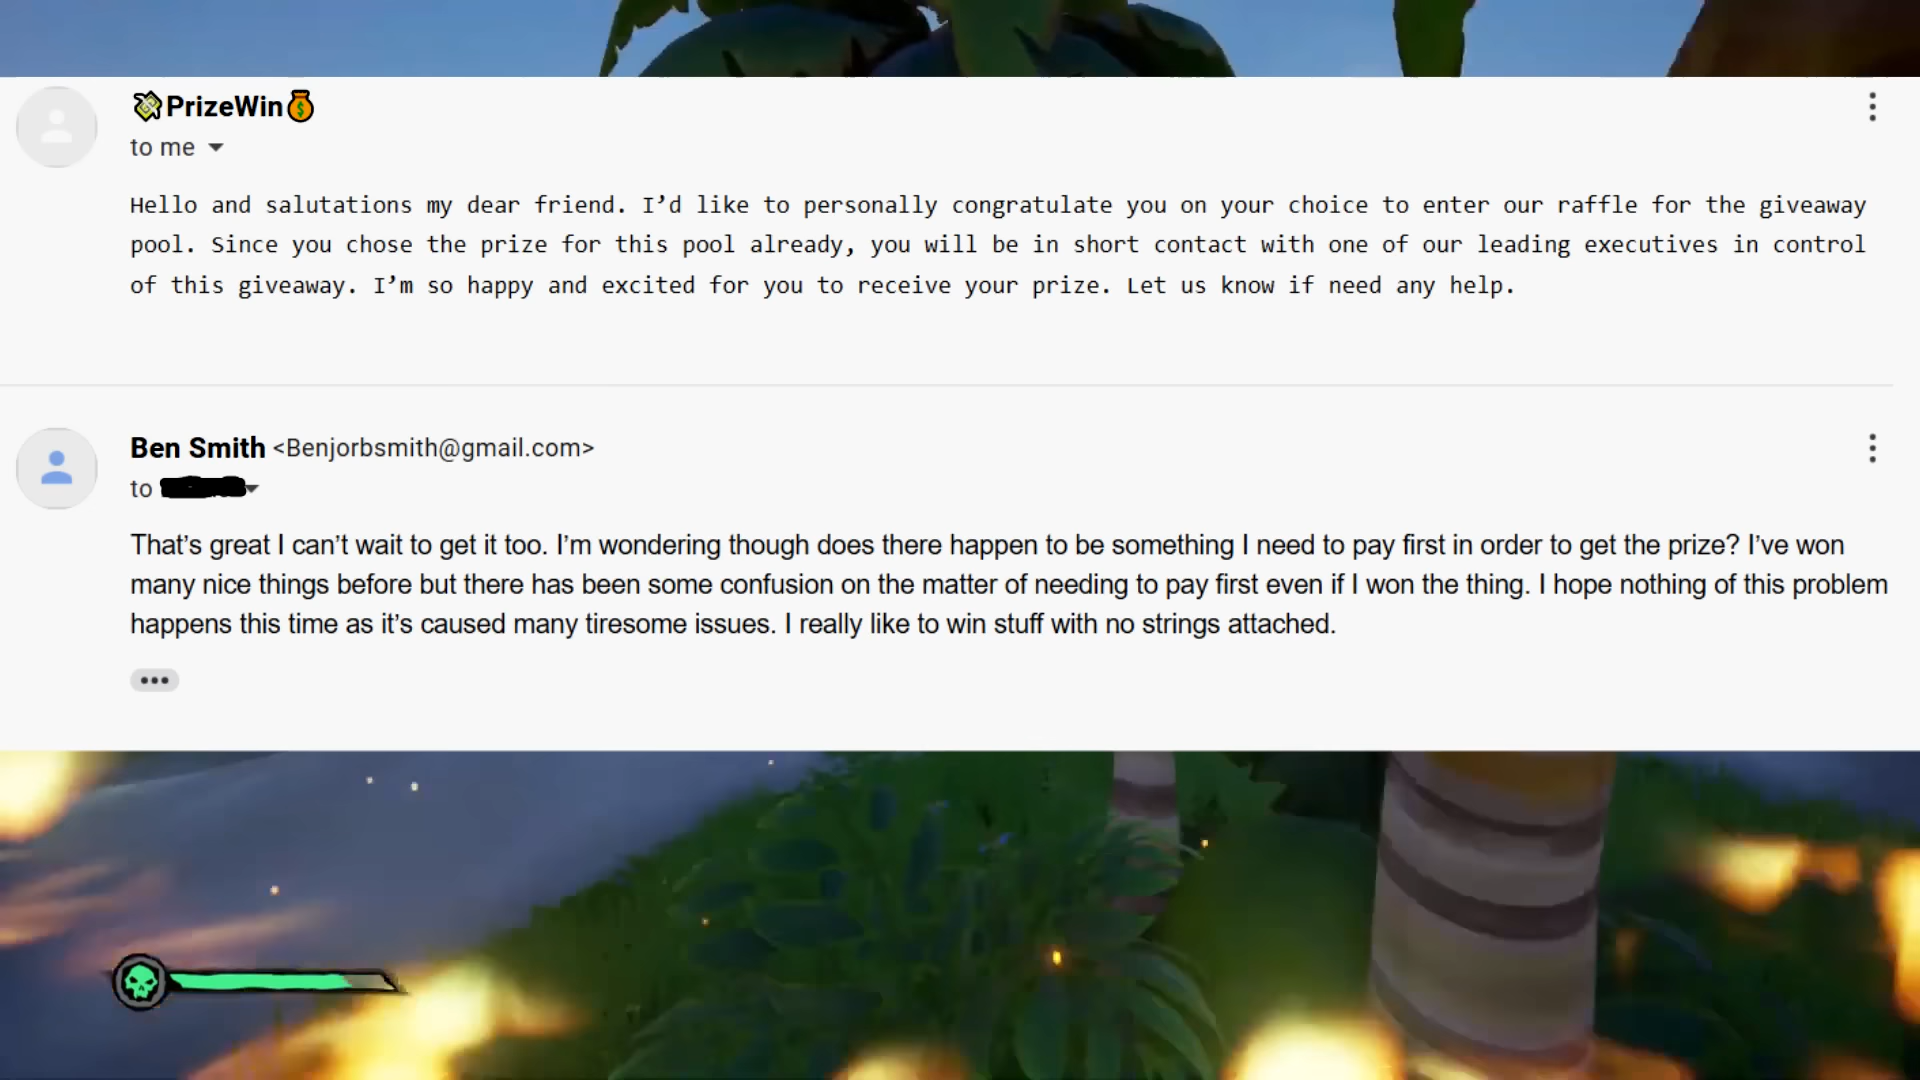 💸PrizeWin💰
to me
Hello and salutations my dear friend. I’d like to personally congratulate you on your choice to enter our raffle for the giveaway
pool. Since you chose the prize for this pool already, you will be in short contact with one of our leading executives in control
of this giveaway. I’m so happy and excited for you to receive your prize. Let us know if need any help.
Ben Smith <Benjorbsmith@gmail.com>
to
That’s great I can’t wait to get it too. I’m wondering though does there happen to be something I need to pay first in order to get the prize? I’ve won
many nice things before but there has been some confusion on the matter of needing to pay first even if I won the thing. I hope nothing of this problem
happens this time as it’s caused many tiresome issues. I really like to win stuff with no strings attached.